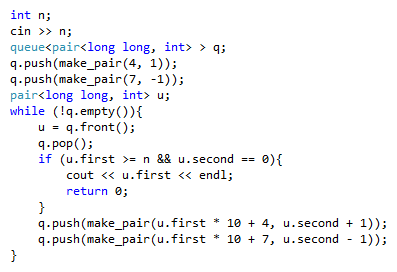 int n;
cin >> n;
queue<pair<long long, int> > q;
q.push(make_pair(4, 1));
q.push(make_pair(7, -1));
pair<long long, int> u;
while (!q.empty()){
    u = q.front();
    q.pop();
    if (u.first >= n && u.second == 0){
        cout << u.first << endl;
        return 0;
    }
    q.push(make_pair(u.first * 10 + 4, u.second + 1));
    q.push(make_pair(u.first * 10 + 7, u.second - 1));
}